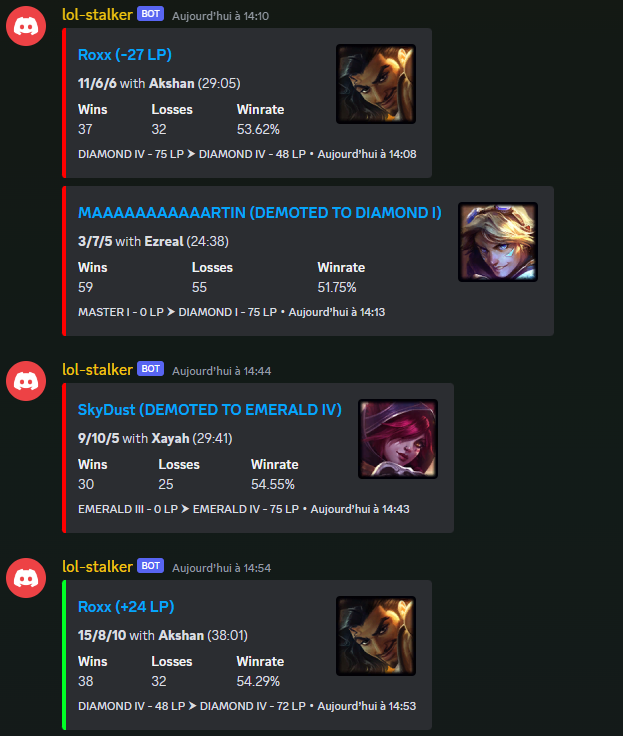 lol-stalker BOT Aujourd'hui à 14:10
Roxx (-27 LP)
11/6/6 with Akshan (29:05)
Wins Losses Winrate
37 32 53.62%
DIAMOND IV - 75 LP ➤ DIAMOND IV - 48 LP • Aujourd'hui à 14:08
MAAAAAAAAAAARTIN (DEMOTED TO DIAMOND I)
3/7/5 with Ezreal (24:38)
Wins Losses Winrate
59 55 51.75%
MASTER I - 0 LP ➤ DIAMOND I - 75 LP • Aujourd'hui à 14:13
lol-stalker BOT Aujourd'hui à 14:44
SkyDust (DEMOTED TO EMERALD IV)
9/10/5 with Xayah (29:41)
Wins Losses Winrate
30 25 54.55%
EMERALD III - 0 LP ➤ EMERALD IV - 75 LP • Aujourd'hui à 14:43
lol-stalker BOT Aujourd'hui à 14:54
Roxx (+24 LP)
15/8/10 with Akshan (38:01)
Wins Losses Winrate
38 32 54.29%
DIAMOND IV - 48 LP ➤ DIAMOND IV - 72 LP • Aujourd'hui à 14:53